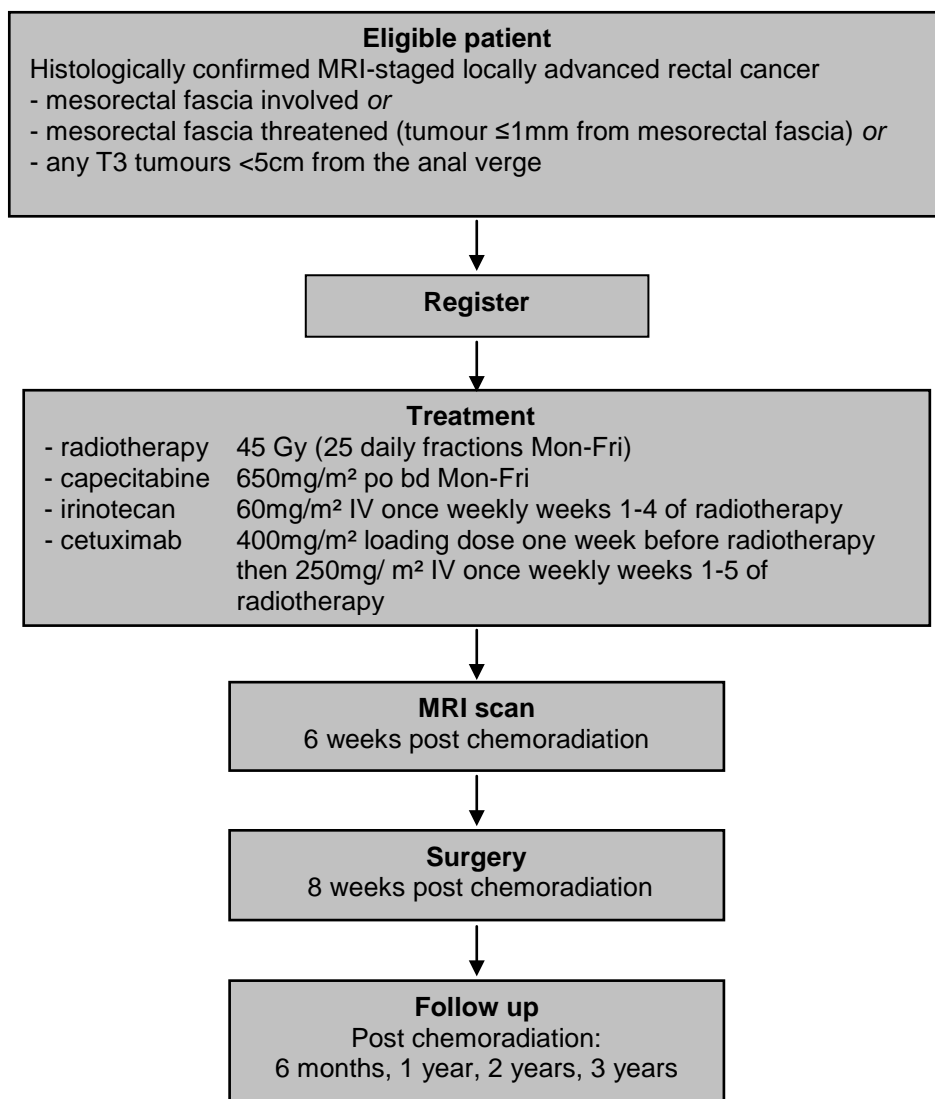 Eligible patient
Histologically confirmed MRI-staged locally advanced rectal cancer
- mesorectal fascia involved or
- mesorectal fascia threatened (tumour ≤1mm from mesorectal fascia) or
- any T3 tumours <5cm from the anal verge
Register
Treatment
- radiotherapy 45 Gy (25 daily fractions Mon-Fri)
- capecitabine 650mg/m² po bd Mon-Fri
- irinotecan 60mg/m² IV once weekly weeks 1-4 of radiotherapy
- cetuximab 400mg/m² loading dose one week before radiotherapy
then 250mg/ m² IV once weekly weeks 1-5 of
radiotherapy
MRI scan
6 weeks post chemoradiation
Surgery
8 weeks post chemoradiation
Follow up
Post chemoradiation:
6 months, 1 year, 2 years, 3 years